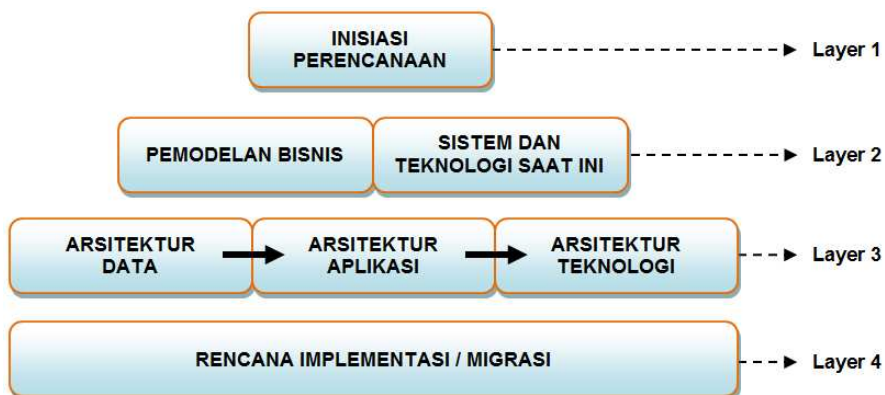 INISIASI
PERENCANAAN
Layer 1
PEMODELAN BISNIS
SISTEM DAN
TEKNOLOGI SAAT INI
Layer 2
ARSITEKTUR
DATA
ARSITEKTUR
APLIKASI
ARSITEKTUR
TEKNOLOGI
Layer 3
RENCANA IMPLEMENTASI / MIGRASI
Layer 4